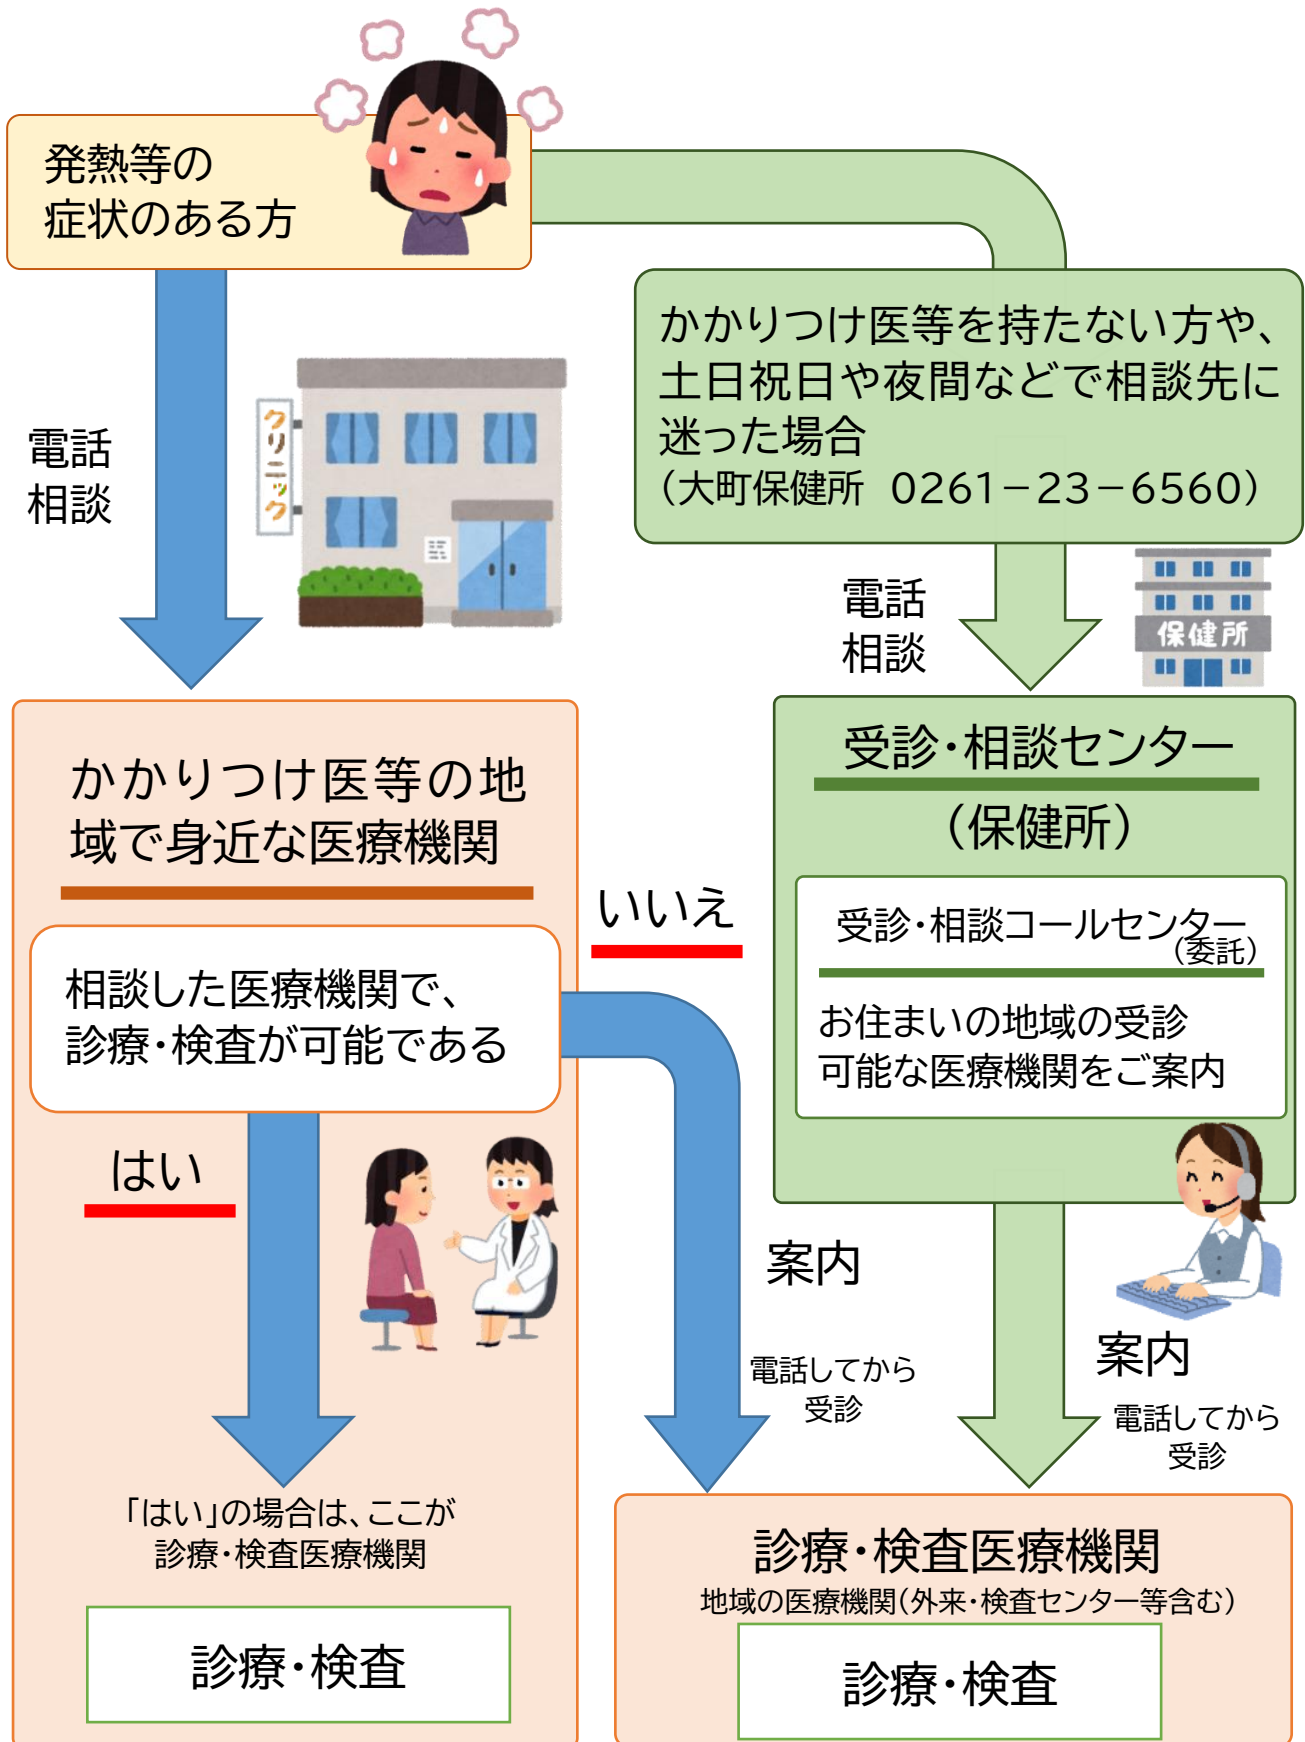 発熱等の
症状のある方
かかりつけ医等を持たない方や、
土日祝日や夜間などで相談先に
迷った場合
（大町保健所　0261－23－6560）
電話
相談
クリニック
電話
相談
保健所
かかりつけ医等の地
域で身近な医療機関
相談した医療機関で、
診療・検査が可能である
いいえ
はい
受診・相談センター
（保健所）
受診・相談コールセンター
（委託）
お住まいの地域の受診
可能な医療機関をご案内
案内
電話してから
受診
案内
電話してから
受診
「はい」の場合は、ここが
診療・検査医療機関
診療・検査
診療・検査医療機関
地域の医療機関（外来・検査センター等含む）
診療・検査